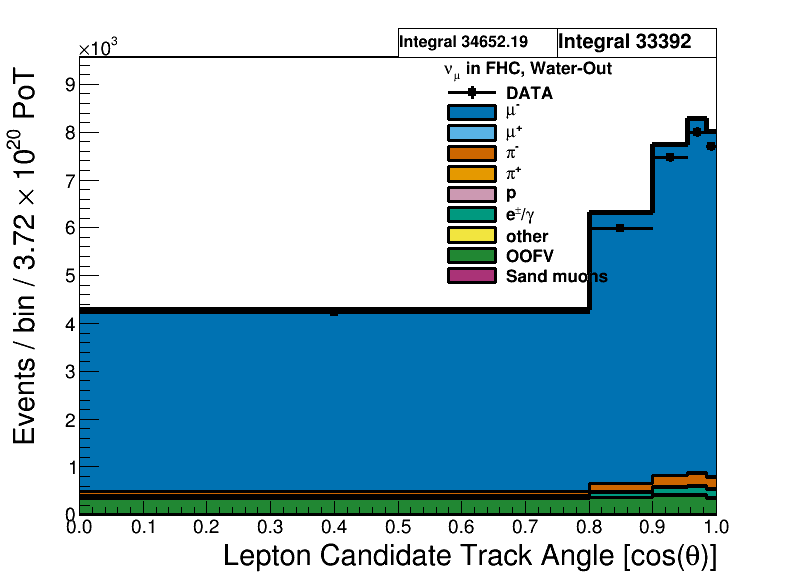 ×10³
Integral 34652.19
Integral 33392
ν_μ in FHC, Water-Out
DATA
μ⁻
μ⁺
π⁻
π⁺
p
e±/γ
other
OOFV
Sand muons
Events / bin / 3.72 × 10²⁰ PoT
9
8
7
6
5
4
3
2
1
0
0.0 0.1 0.2 0.3 0.4 0.5 0.6 0.7 0.8 0.9 1.0
Lepton Candidate Track Angle [cos(θ)]